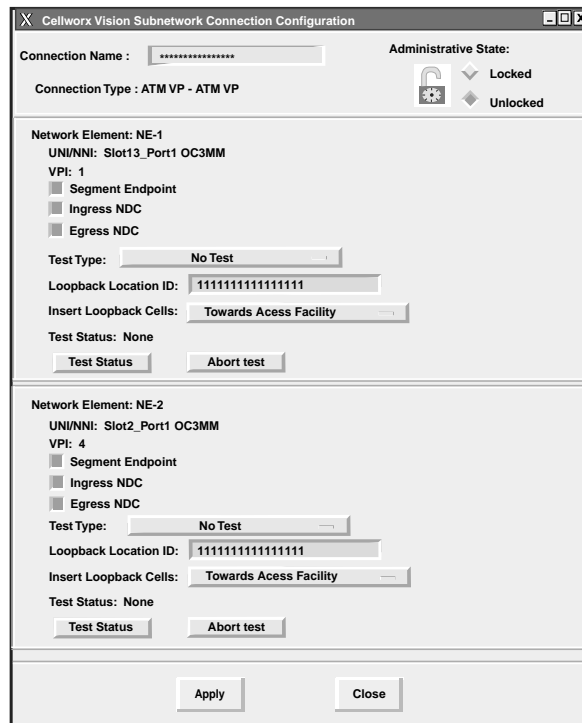 X Cellworx Vision Subnetwork Connection Configuration
Connection Name : ****************
Administrative State:
Locked
Connection Type : ATM VP - ATM VP
Unlocked
Network Element: NE-1
UNI/NNI: Slot13_Port1 OC3MM
VPI: 1
Segment Endpoint
Ingress NDC
Egress NDC
Test Type: No Test
Loopback Location ID: 1111111111111111
Insert Loopback Cells: Towards Acess Facility
Test Status: None
Test Status Abort test
Network Element: NE-2
UNI/NNI: Slot2_Port1 OC3MM
VPI: 4
Segment Endpoint
Ingress NDC
Egress NDC
Test Type: No Test
Loopback Location ID: 1111111111111111
Insert Loopback Cells: Towards Acess Facility
Test Status: None
Test Status Abort test
Apply Close